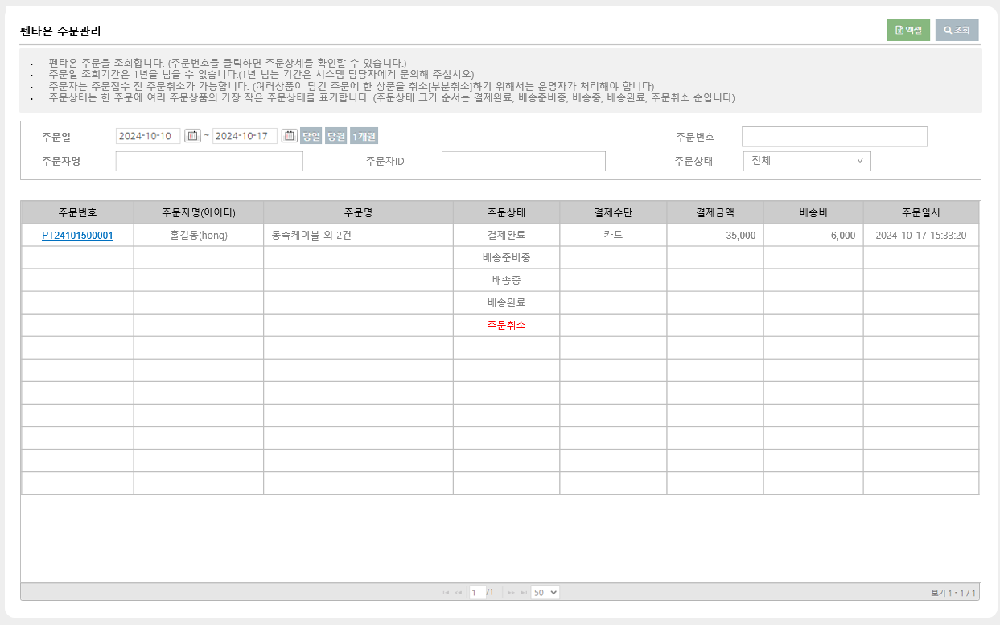 펜타온 주문관리
엑셀 조회
펜타온 주문을 조회합니다. (주문번호를 클릭하면 주문상세를 확인할 수 있습니다.)
주문일 조회기간은 1년을 넘을 수 없습니다.(1년 넘는 기간은 시스템 담당자에게 문의해 주십시오)
주문자는 주문접수 전 주문취소가 가능합니다. (여러상품이 담긴 주문에 한 상품을 취소[부분취소]하기 위해서는 운영자가 처리해야 합니다)
주문상태는 한 주문에 여러 주문상품의 가장 작은 주문상태를 표기합니다. (주문상태 크기 순서는 결제완료, 배송준비중, 배송중, 배송완료, 주문취소 순입니다)
주문일 2024-10-10 ~ 2024-10-17 당일 당월 1개월 주문번호
주문자명 주문자ID 주문상태 전체
주문번호 주문자명(아이디) 주문명 주문상태 결제수단 결제금액 배송비 주문일시
PT24101500001 홀길동(hong) 동축케이블 외 2건 결제완료 카드 35,000 6,000 2024-10-17 15:33:20
배송준비중
배송중
배송완료
주문취소
1 /1 50 보기 1 - 1 / 1